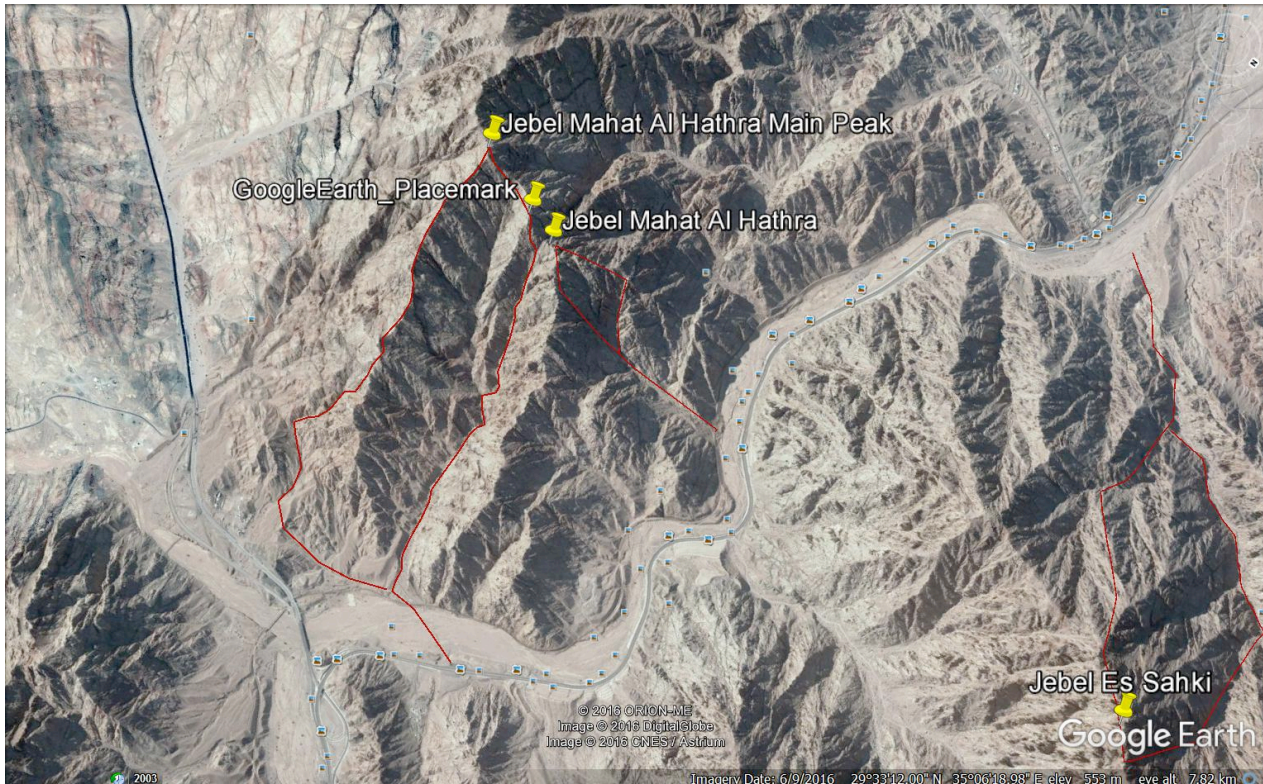 N
Jebel Mahat Al Hathra Main Peak
GoogleEarth_Placemark
Jebel Mahat Al Hathra
Jebel Es Sahki
© 2016 ORION-ME
Image © 2016 DigitalGlobe
Image © 2016 CNES / Astrium
Google Earth
2003
Imagery Date: 6/9/2016 29°33'12.00" N 35°06'18.98" E elev 553 m eye alt 7.82 km